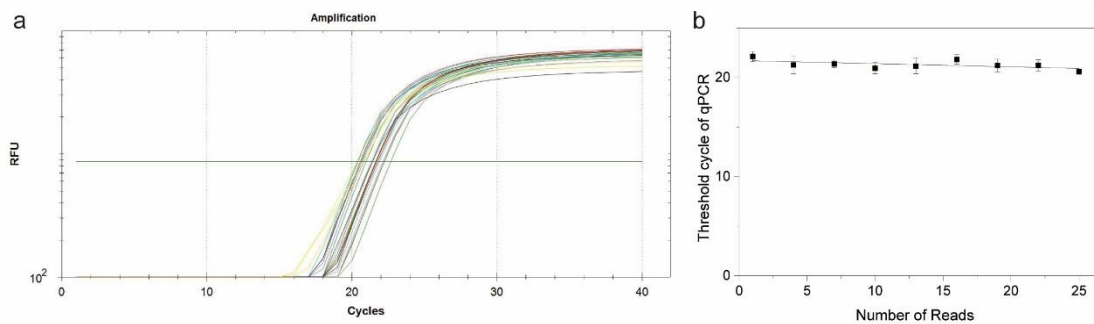 a
Amplification
RFU
10²
0 10 20 30 40
Cycles
b
Threshold cycle of qPCR
20
10
0
0 5 10 15 20 25
Number of Reads